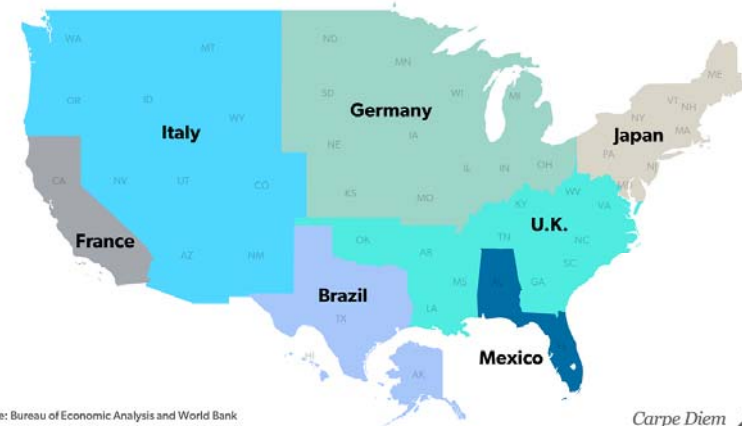 WA
MT
ND
MN
ME
OR
ID
SD
WI
MI
VT
NH
WY
Germany
NY
MA
Italy
IA
Japan
NE
PA
OH
NJ
IL
IN
CA
NV
UT
CO
KS
MO
WV
KY
VA
U.K.
France
TN
NC
OK
AR
AZ
NM
SC
MS
GA
Brazil
LA
TX
Mexico
HI
AK
e: Bureau of Economic Analysis and World Bank
Carpe Diem